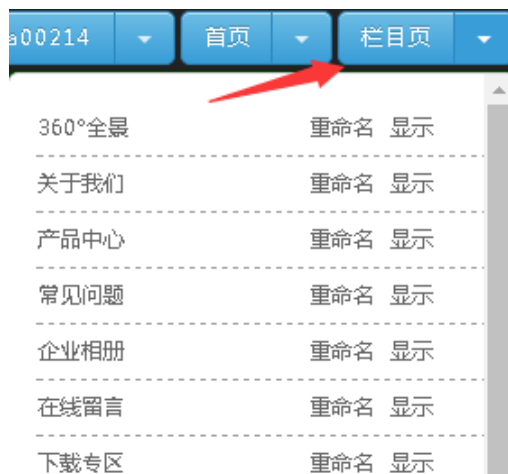 a00214 首页 栏目页
360°全景 重命名 显示
关于我们 重命名 显示
产品中心 重命名 显示
常见问题 重命名 显示
企业相册 重命名 显示
在线留言 重命名 显示
下载专区 重命名 显示